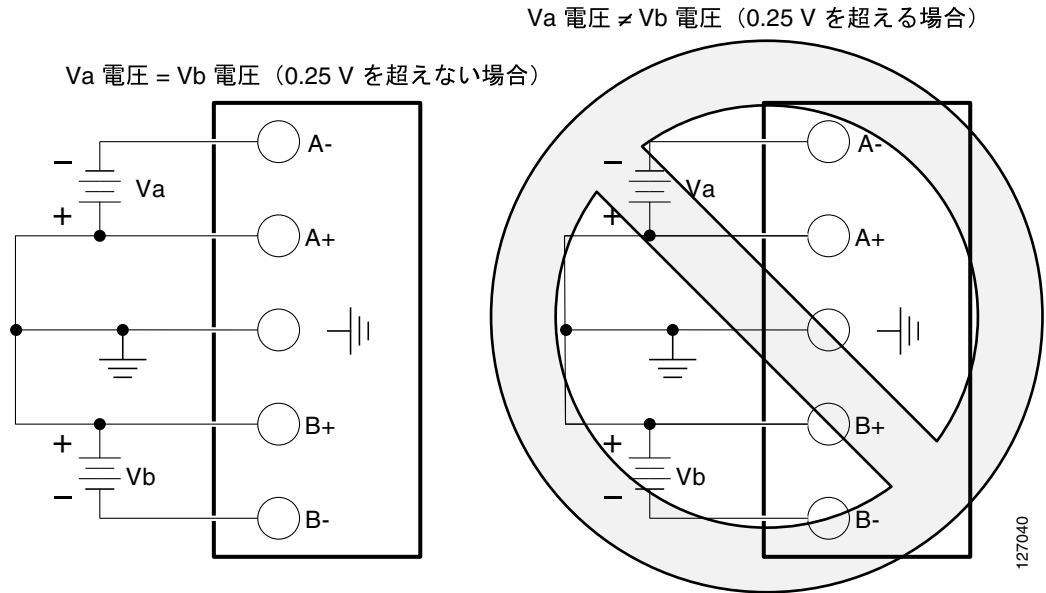 Va 電圧 ≠ Vb 電圧（0.25 V を超える場合）
Va 電圧 = Vb 電圧（0.25 V を超えない場合）
A-
− Va
+
A+
B+
+
Vb
−
B-
A-
− Va
+
A+
B+
+
Vb
−
B-
127040